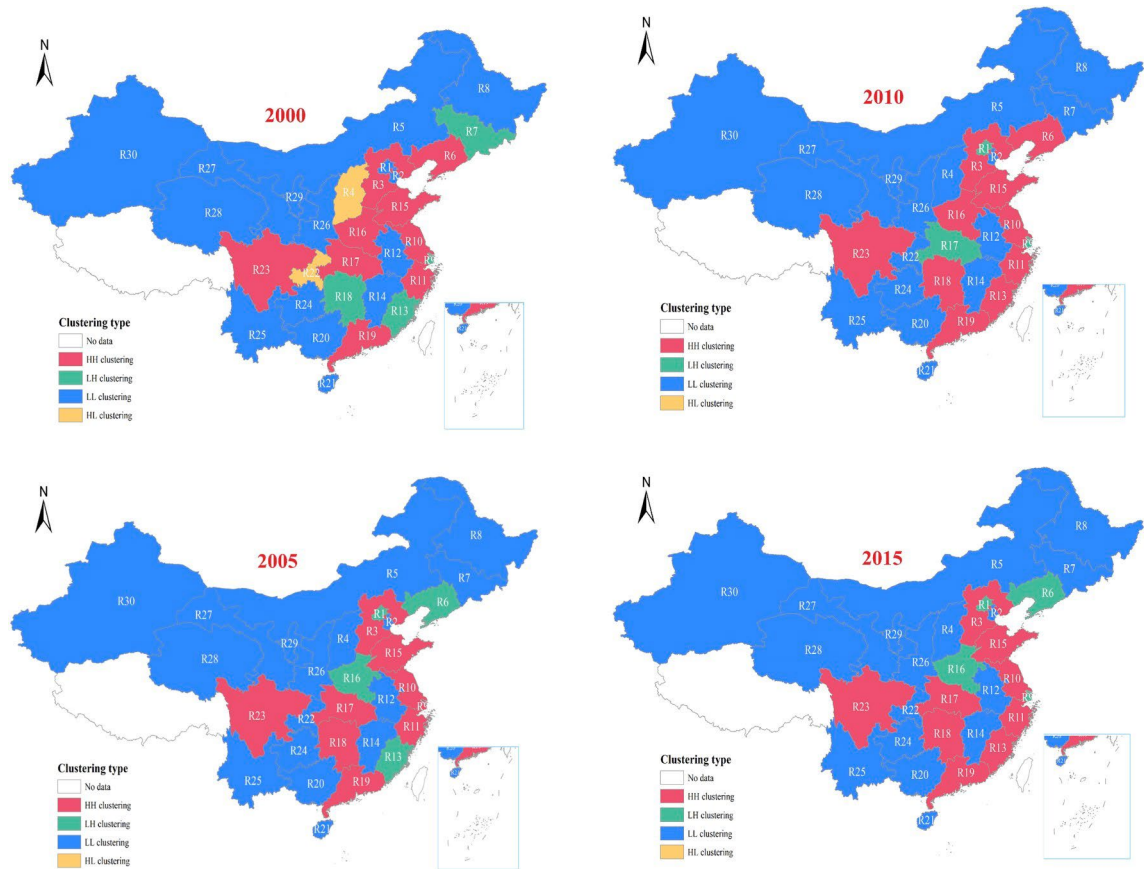 N
2000
R8
R7
R5
R30
R27
R6
R1
R2
R29
R4
R3
R28
R26
R15
R16
R10
R23
R12
R9
R22
R17
R11
R24
R18
R14
R13
R25
R20
R19
R21
Clustering type
No data
HH clustering
LH clustering
LL clustering
HL clustering
N
2010
R8
R5
R7
R30
R27
R6
R1
R2
R29
R4
R3
R28
R26
R15
R16
R10
R23
R12
R9
R22
R17
R11
R24
R18
R14
R13
R25
R20
R19
R21
Clustering type
No data
HH clustering
LH clustering
LL clustering
HL clustering
N
2005
R8
R5
R7
R30
R27
R6
R1
R2
R29
R4
R3
R28
R26
R15
R16
R10
R23
R12
R9
R22
R17
R11
R24
R18
R14
R13
R25
R20
R19
R21
Clustering type
No data
HH clustering
LH clustering
LL clustering
HL clustering
N
2015
R8
R5
R7
R30
R27
R6
R1
R2
R29
R4
R3
R28
R26
R15
R16
R10
R23
R12
R9
R22
R17
R11
R24
R18
R14
R13
R25
R20
R19
R21
Clustering type
No data
HH clustering
LH clustering
LL clustering
HL clustering